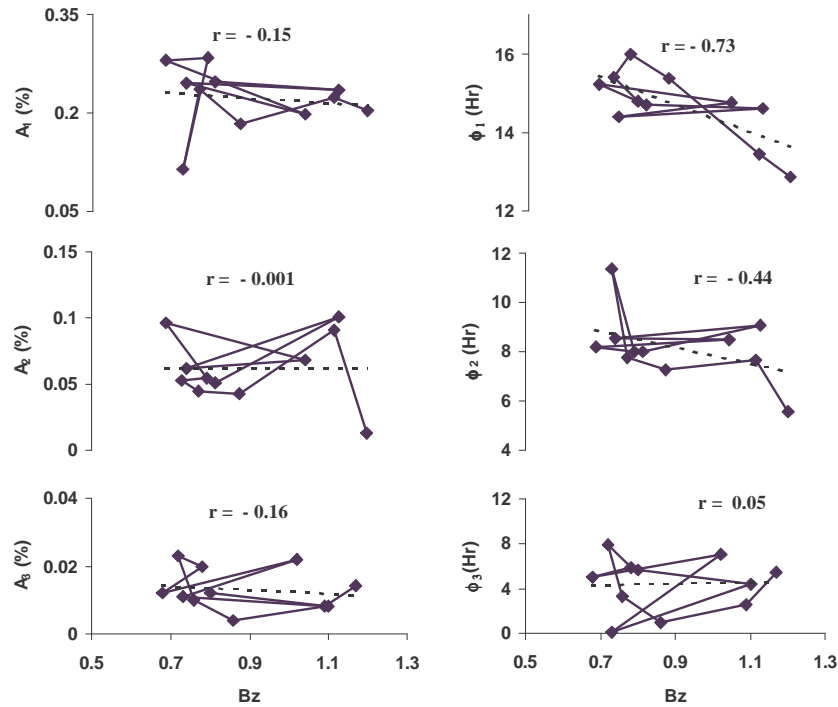 0.35
r = - 0.15
A1 (%)
0.2
0.05
16
r = - 0.73
ϕ 1 (Hr)
14
12
0.15
r = - 0.001
A2 (%)
0.1
0.05
0
12
r = - 0.44
10
ϕ 2 (Hr)
8
6
4
0.04
r = - 0.16
A3 (%)
0.02
0
0.5 0.7 0.9 1.1 1.3
Bz
12
r = 0.05
ϕ3 (Hr)
8
4
0
0.5 0.7 0.9 1.1 1.3
Bz